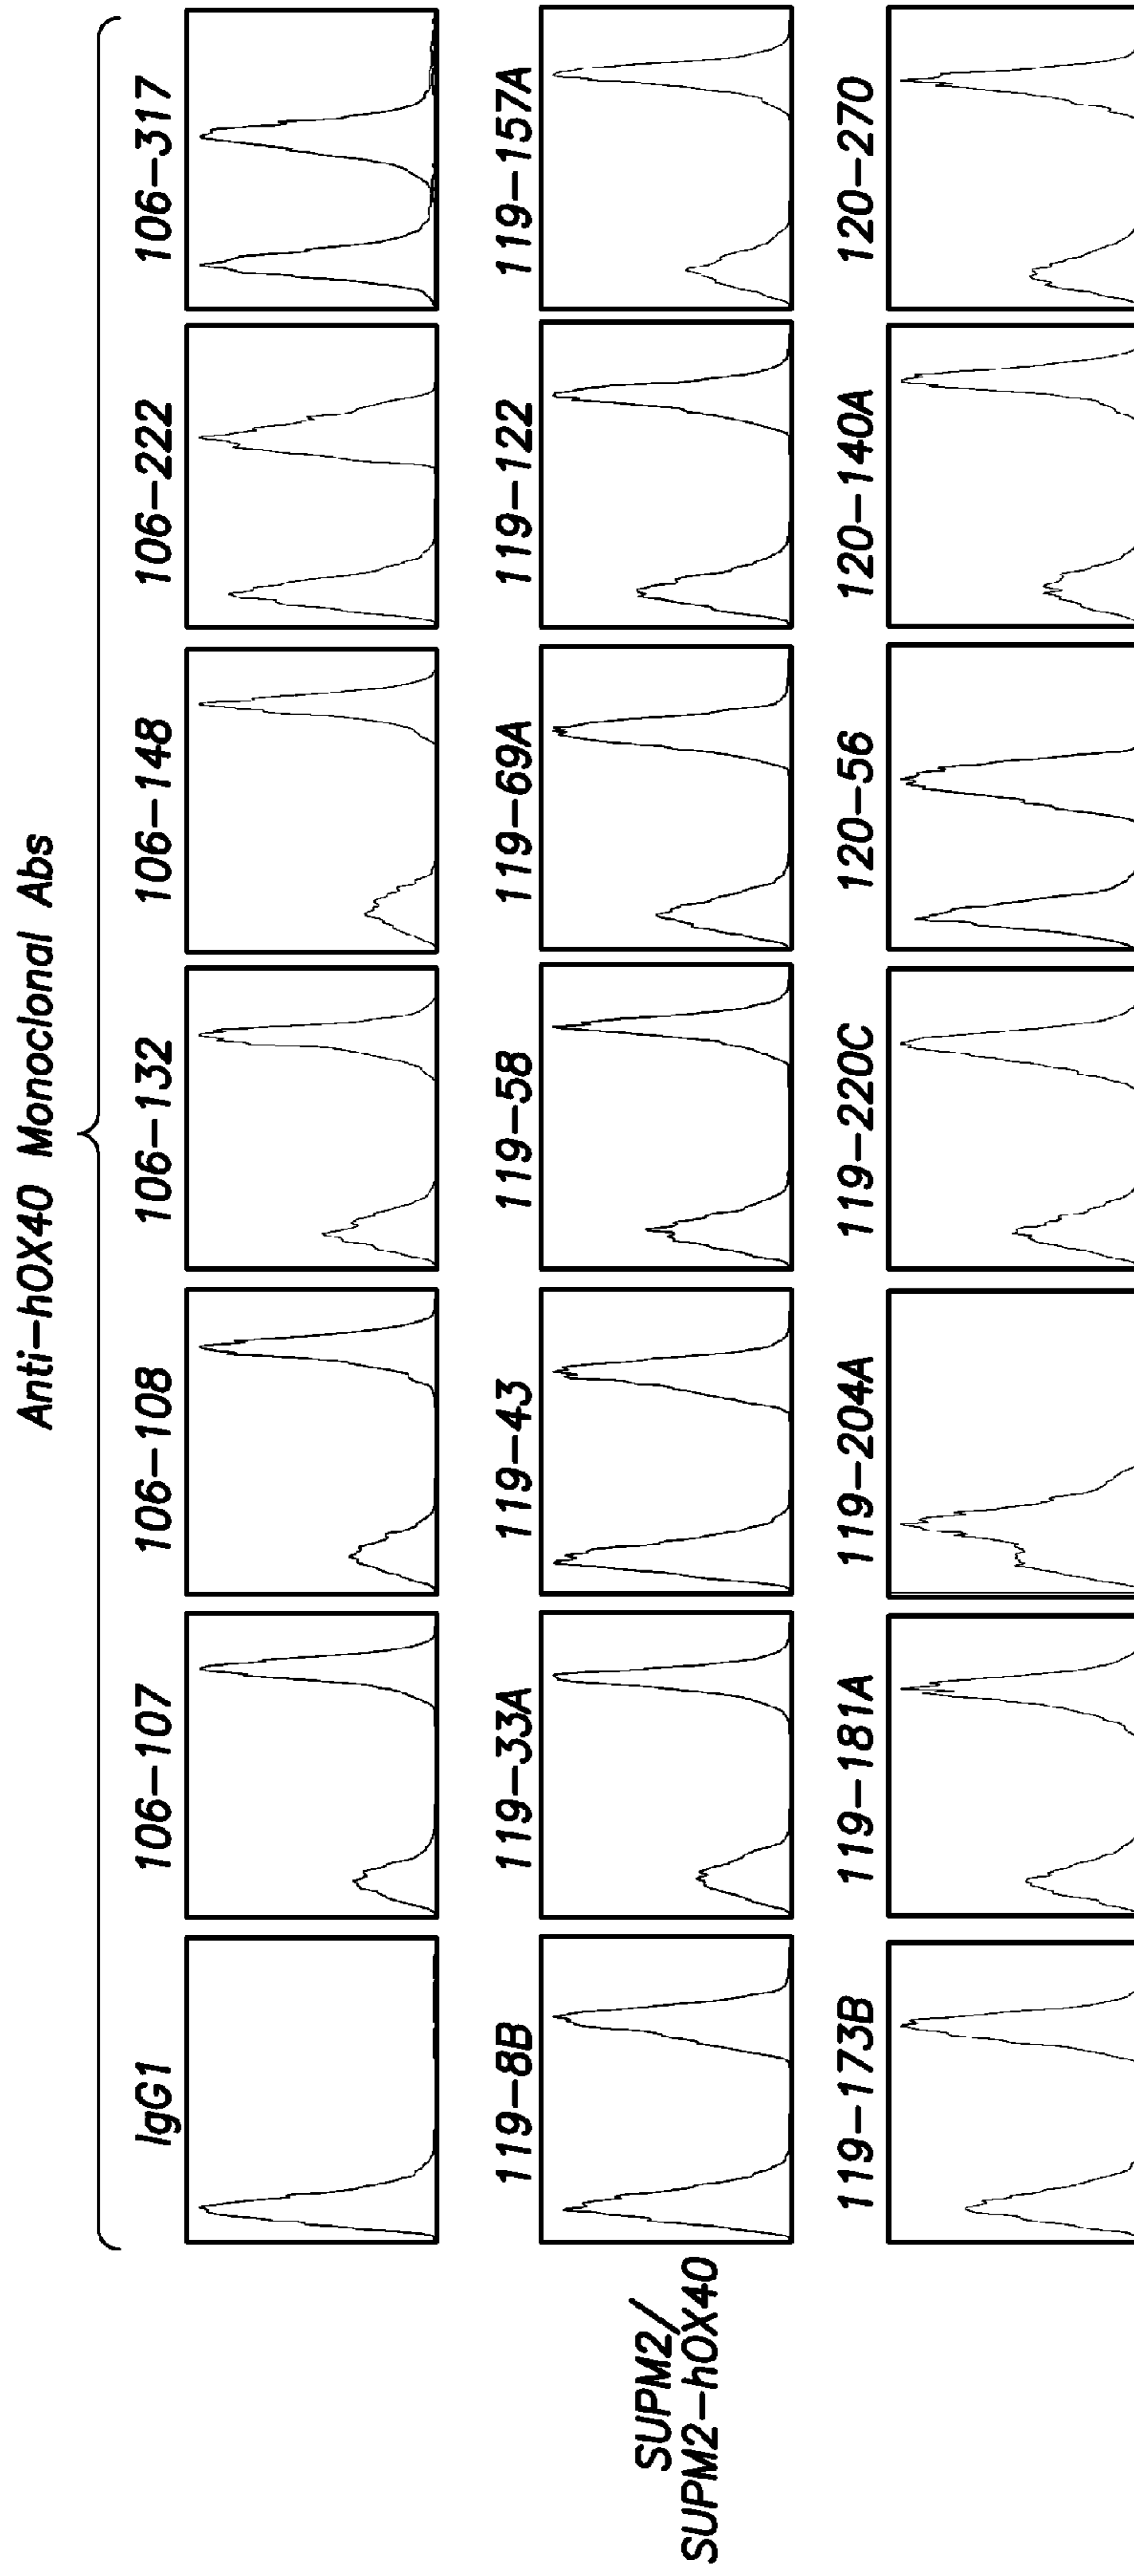 Anti-hOX40 Monoclonal Abs
IgG1 106-107 106-108 106-132 106-148 106-222 106-317
119-8B 119-33A 119-43 119-58 119-69A 119-122 119-157A
SUPM2/
SUPM2-hOX40
119-173B 119-181A 119-204A 119-220C 120-56 120-140A 120-270